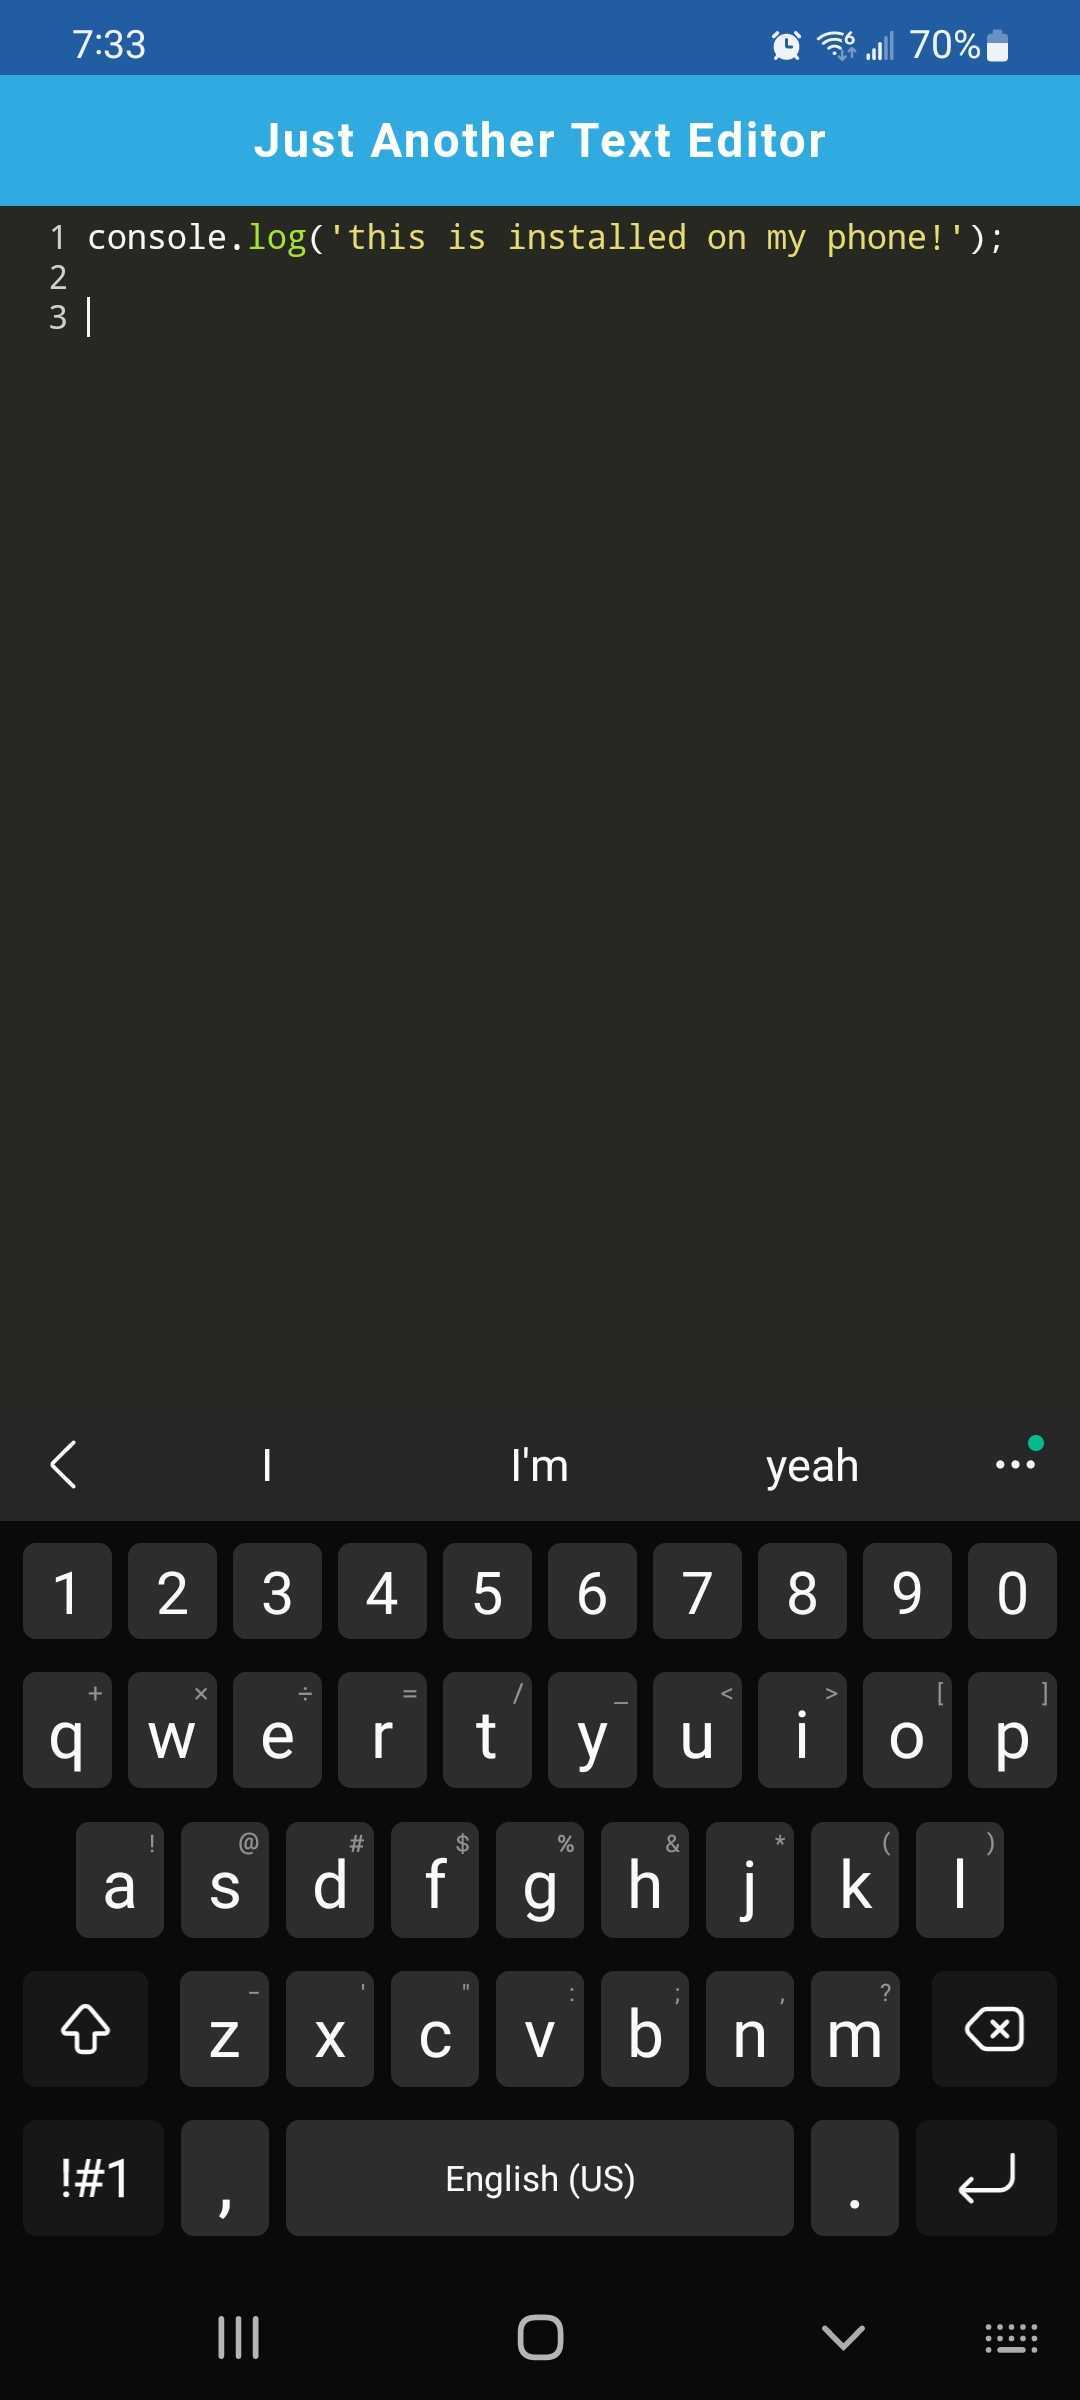 7:33 6 70%
Just Another Text Editor
1 console.log('this is installed on my phone!');
2
3
I I'm yeah
1 2 3 4 5 6 7 8 9 0
+ × ÷ = / _ < > [ ]
q w e r t y u i o p
! @ # $ % & * ( )
a s d f g h j k l
- ' " : ; , ?
z x c v b n m
!#1 , English (US) .